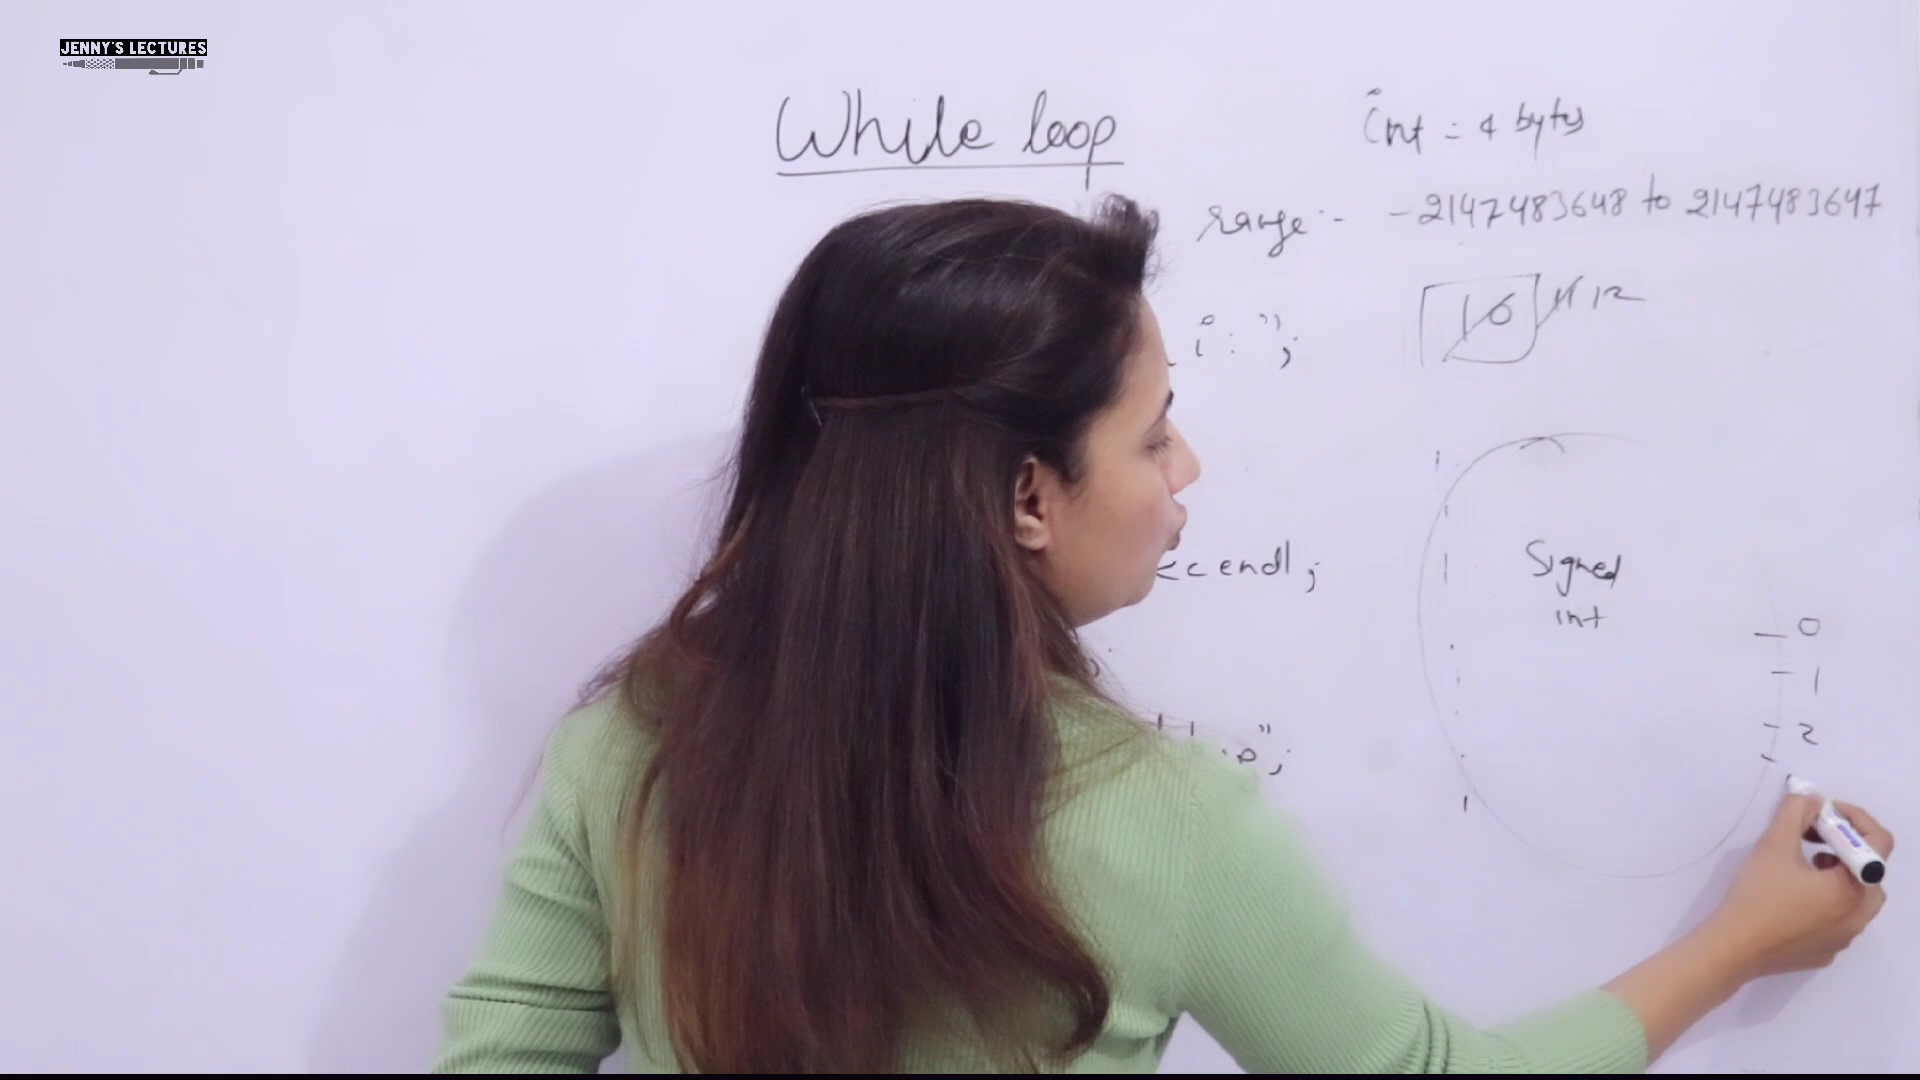 JENNY'S LECTURES
While loop
int = 4 bytes
range :- -2147483648 to 2147483647
10 11 12
i : ";
<< endl ;
Signed
int
0
1
2
";